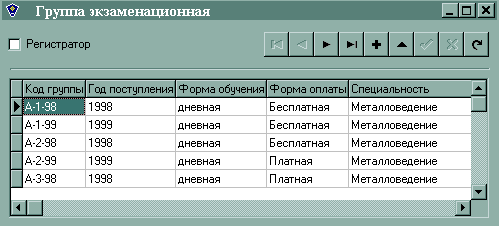 Группа экзаменационная
Регистратор
Код группы Год поступления Форма обучения Форма оплаты Специальность
А-1-98 1998 дневная Бесплатная Металловедение
А-1-99 1999 дневная Бесплатная Металловедение
А-2-98 1998 дневная Бесплатная Металловедение
А-2-99 1999 дневная Платная Металловедение
А-3-98 1998 дневная Платная Металловедение